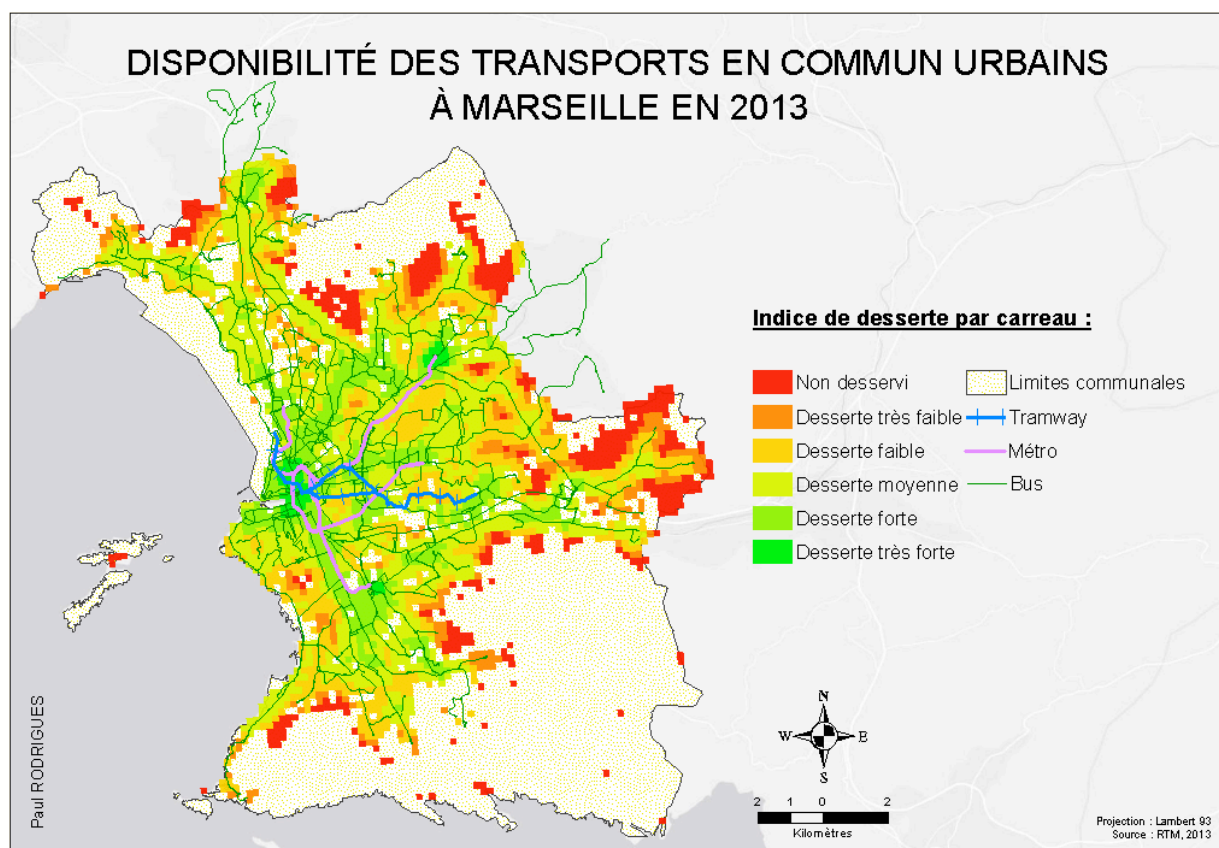 DISPONIBILITÉ DES TRANSPORTS EN COMMUN URBAINS
À MARSEILLE EN 2013
Indice de desserte par carreau :
Non desservi
Desserte très faible
Desserte faible
Desserte moyenne
Desserte forte
Desserte très forte
Limites communales
Tramway
Métro
Bus
N
W E
S
2 1 0 2
Kilomètres
Projection : Lambert 93
Source : RTM, 2013
Paul RODRIGUES